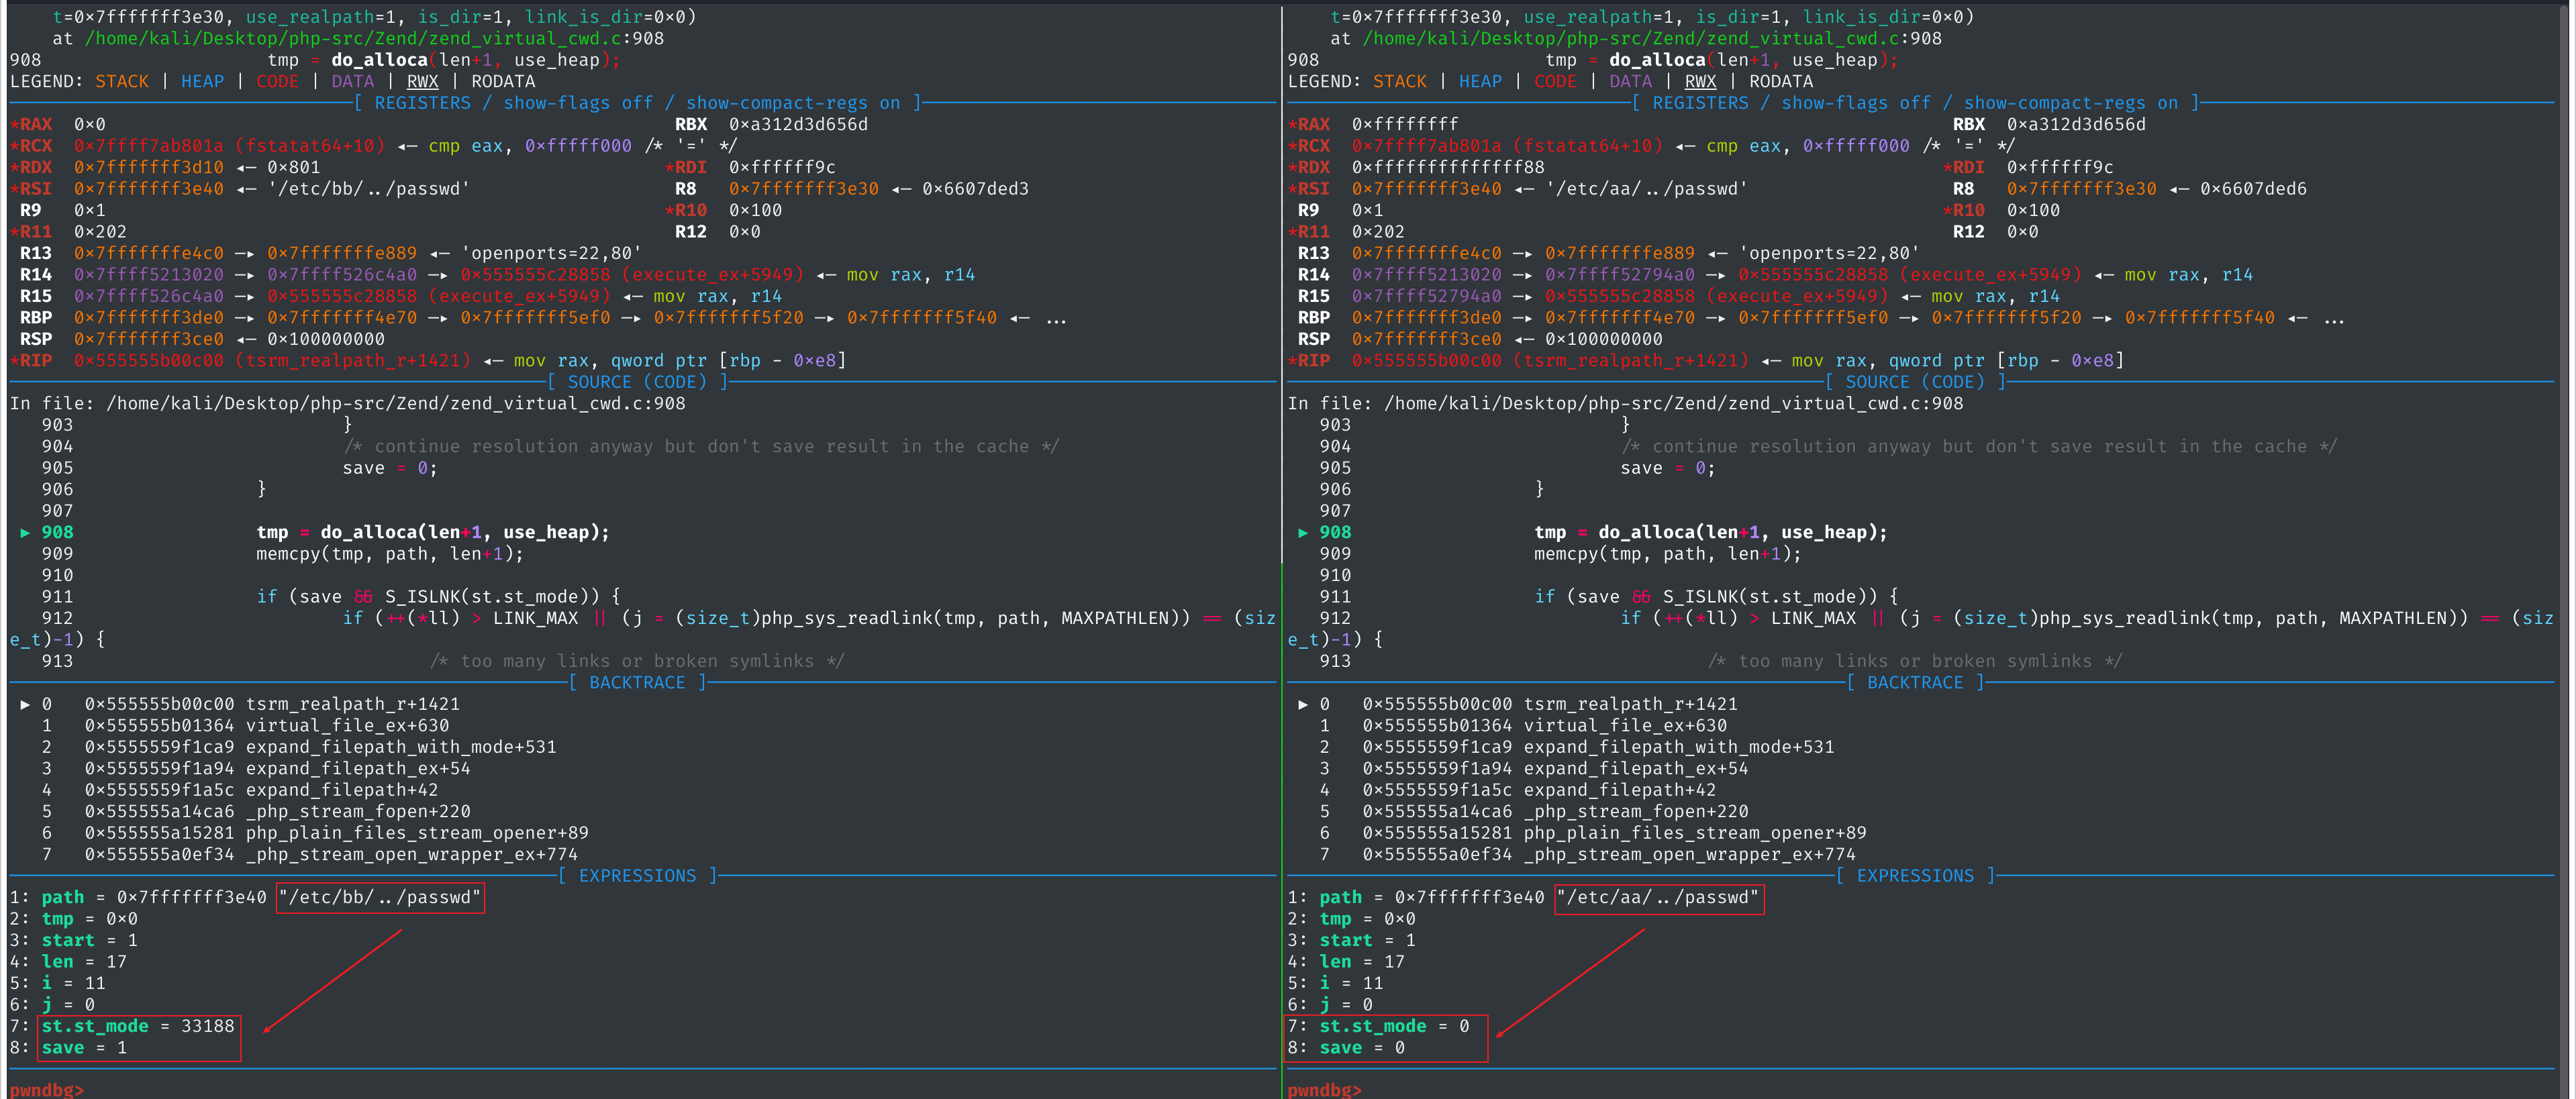 t=0×7fffffff3e30, use_realpath=1, is_dir=1, link_is_dir=0×0)
at /home/kali/Desktop/php-src/Zend/zend_virtual_cwd.c:908
908 tmp = do_alloca(len+1, use_heap);
LEGEND: STACK | HEAP | CODE | DATA | RWX | RODATA
[ REGISTERS / show-flags off / show-compact-regs on ]
*RAX 0×0 RBX 0×a312d3d656d
*RCX 0×7ffff7ab801a (fstatat64+10) ◂— cmp eax, 0×fffff000 /* '=' */
*RDX 0×7fffffff3d10 ◂— 0×801 *RDI 0×ffffff9c
*RSI 0×7fffffff3e40 ◂— '/etc/bb/../passwd' R8 0×7fffffff3e30 ◂— 0×6607ded3
R9 0×1 *R10 0×100
*R11 0×202 R12 0×0
R13 0×7fffffffe4c0 —▸ 0×7fffffffe889 ◂— 'openports=22,80'
R14 0×7ffff5213020 —▸ 0×7ffff526c4a0 —▸ 0×555555c28858 (execute_ex+5949) ◂— mov rax, r14
R15 0×7ffff526c4a0 —▸ 0×555555c28858 (execute_ex+5949) ◂— mov rax, r14
RBP 0×7fffffff3de0 —▸ 0×7fffffff4e70 —▸ 0×7fffffff5ef0 —▸ 0×7fffffff5f20 —▸ 0×7fffffff5f40 ◂— ...
RSP 0×7fffffff3ce0 ◂— 0×100000000
*RIP 0×555555b00c00 (tsrm_realpath_r+1421) ◂— mov rax, qword ptr [rbp - 0×e8]
[ SOURCE (CODE) ]
In file: /home/kali/Desktop/php-src/Zend/zend_virtual_cwd.c:908
903 }
904 /* continue resolution anyway but don't save result in the cache */
905 save = 0;
906 }
907
► 908 tmp = do_alloca(len+1, use_heap);
909 memcpy(tmp, path, len+1);
910
911 if (save && S_ISLNK(st.st_mode)) {
912 if (++(*ll) > LINK_MAX || (j = (size_t)php_sys_readlink(tmp, path, MAXPATHLEN)) == (siz
e_t)-1) {
913 /* too many links or broken symlinks */
[ BACKTRACE ]
► 0 0×555555b00c00 tsrm_realpath_r+1421
1 0×555555b01364 virtual_file_ex+630
2 0×5555559f1ca9 expand_filepath_with_mode+531
3 0×5555559f1a94 expand_filepath_ex+54
4 0×5555559f1a5c expand_filepath+42
5 0×555555a14ca6 _php_stream_fopen+220
6 0×555555a15281 php_plain_files_stream_opener+89
7 0×555555a0ef34 _php_stream_open_wrapper_ex+774
[ EXPRESSIONS ]
1: path = 0×7fffffff3e40 "/etc/bb/../passwd"
2: tmp = 0×0
3: start = 1
4: len = 17
5: i = 11
6: j = 0
7: st.st_mode = 33188
8: save = 1
pwndbg>
t=0×7fffffff3e30, use_realpath=1, is_dir=1, link_is_dir=0×0)
at /home/kali/Desktop/php-src/Zend/zend_virtual_cwd.c:908
908 tmp = do_alloca(len+1, use_heap);
LEGEND: STACK | HEAP | CODE | DATA | RWX | RODATA
[ REGISTERS / show-flags off / show-compact-regs on ]
*RAX 0×ffffffff RBX 0×a312d3d656d
*RCX 0×7ffff7ab801a (fstatat64+10) ◂— cmp eax, 0×fffff000 /* '=' */
*RDX 0×ffffffffffffff88 *RDI 0×ffffff9c
*RSI 0×7fffffff3e40 ◂— '/etc/aa/../passwd' R8 0×7fffffff3e30 ◂— 0×6607ded6
R9 0×1 *R10 0×100
*R11 0×202 R12 0×0
R13 0×7fffffffe4c0 —▸ 0×7fffffffe889 ◂— 'openports=22,80'
R14 0×7ffff5213020 —▸ 0×7ffff52794a0 —▸ 0×555555c28858 (execute_ex+5949) ◂— mov rax, r14
R15 0×7ffff52794a0 —▸ 0×555555c28858 (execute_ex+5949) ◂— mov rax, r14
RBP 0×7fffffff3de0 —▸ 0×7fffffff4e70 —▸ 0×7fffffff5ef0 —▸ 0×7fffffff5f20 —▸ 0×7fffffff5f40 ◂— ...
RSP 0×7fffffff3ce0 ◂— 0×100000000
*RIP 0×555555b00c00 (tsrm_realpath_r+1421) ◂— mov rax, qword ptr [rbp - 0×e8]
[ SOURCE (CODE) ]
In file: /home/kali/Desktop/php-src/Zend/zend_virtual_cwd.c:908
903 }
904 /* continue resolution anyway but don't save result in the cache */
905 save = 0;
906 }
907
► 908 tmp = do_alloca(len+1, use_heap);
909 memcpy(tmp, path, len+1);
910
911 if (save && S_ISLNK(st.st_mode)) {
912 if (++(*ll) > LINK_MAX || (j = (size_t)php_sys_readlink(tmp, path, MAXPATHLEN)) == (siz
e_t)-1) {
913 /* too many links or broken symlinks */
[ BACKTRACE ]
► 0 0×555555b00c00 tsrm_realpath_r+1421
1 0×555555b01364 virtual_file_ex+630
2 0×5555559f1ca9 expand_filepath_with_mode+531
3 0×5555559f1a94 expand_filepath_ex+54
4 0×5555559f1a5c expand_filepath+42
5 0×555555a14ca6 _php_stream_fopen+220
6 0×555555a15281 php_plain_files_stream_opener+89
7 0×555555a0ef34 _php_stream_open_wrapper_ex+774
[ EXPRESSIONS ]
1: path = 0×7fffffff3e40 "/etc/aa/../passwd"
2: tmp = 0×0
3: start = 1
4: len = 17
5: i = 11
6: j = 0
7: st.st_mode = 0
8: save = 0
pwndbg>